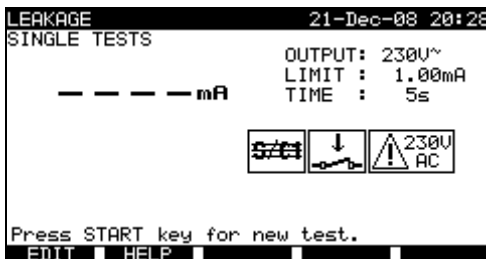 LEAKAGE 21-Dec-08 20:28
SINGLE TESTS
OUTPUT: 230V~
LIMIT : 1.00mA
TIME : 5s
– – – – mA
S/C1
230V
AC
Press START key for new test.
EDIT HELP